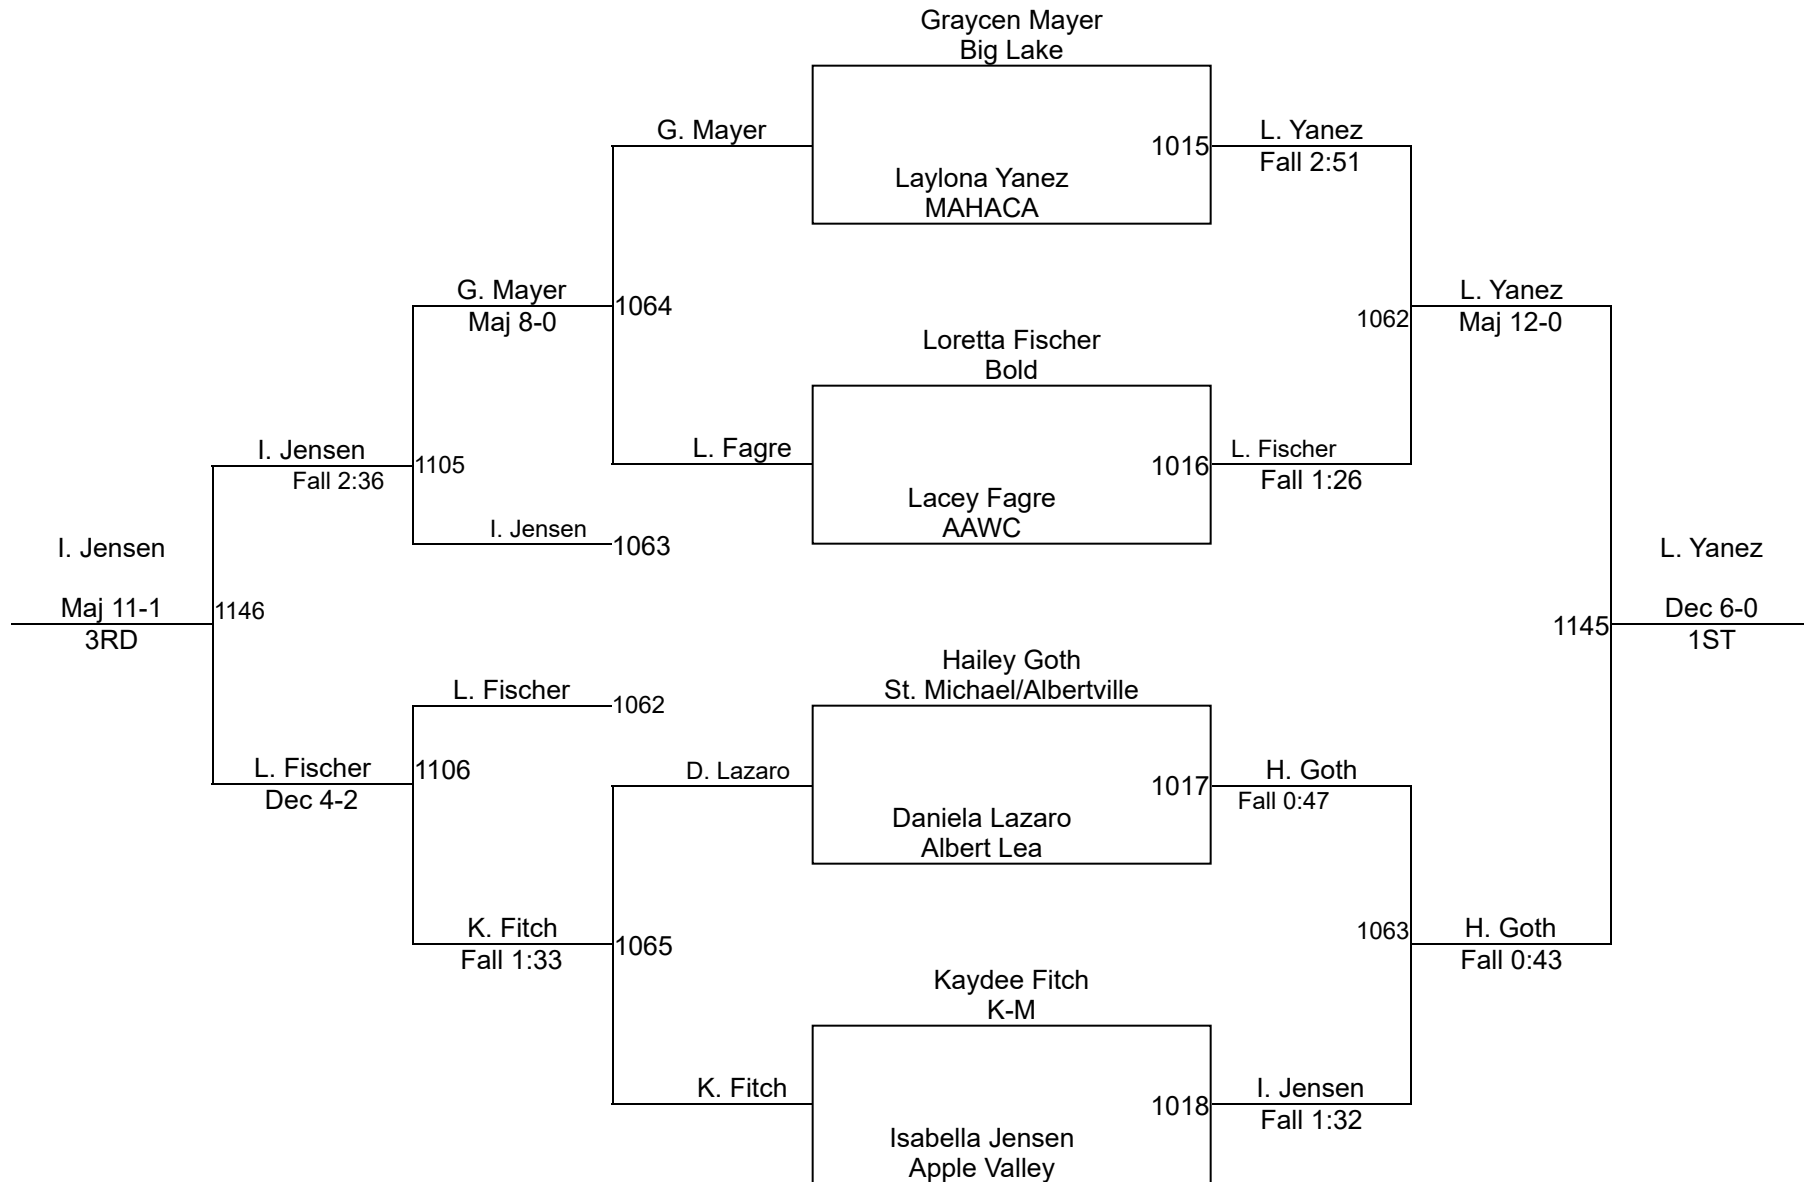 Graycen Mayer
Big Lake
G. Mayer
1015
L. Yanez
Fall 2:51
Laylona Yanez
MAHACA
G. Mayer
Maj 8-0
1064
1062
L. Yanez
Maj 12-0
Loretta Fischer
Bold
I. Jensen
Fall 2:36
1105
L. Fagre
1016
L. Fischer
Fall 1:26
Lacey Fagre
AAWC
I. Jensen
1063
I. Jensen
Maj 11-1
3RD
1146
L. Yanez
Dec 6-0
1ST
1145
Hailey Goth
St. Michael/Albertville
L. Fischer
1062
L. Fischer
Dec 4-2
1106
D. Lazaro
1017
H. Goth
Fall 0:47
Daniela Lazaro
Albert Lea
K. Fitch
Fall 1:33
1065
1063
H. Goth
Fall 0:43
Kaydee Fitch
K-M
K. Fitch
1018
I. Jensen
Fall 1:32
Isabella Jensen
Apple Valley